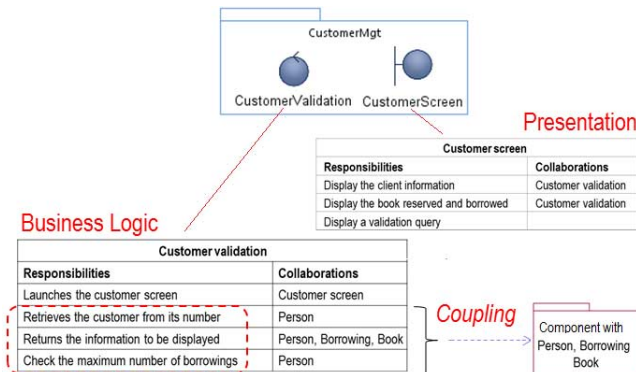 CustomerMgt
CustomerValidation CustomerScreen
Presentation
Customer screen
Responsibilities Collaborations
Display the client information Customer validation
Display the book reserved and borrowed Customer validation
Display a validation query
Business Logic
Customer validation
Responsibilities Collaborations
Launches the customer screen Customer screen
Retrieves the customer from its number Person
Returns the information to be displayed Person, Borrowing, Book
Check the maximum number of borrowings Person
Coupling
Component with
Person, Borrowing
Book